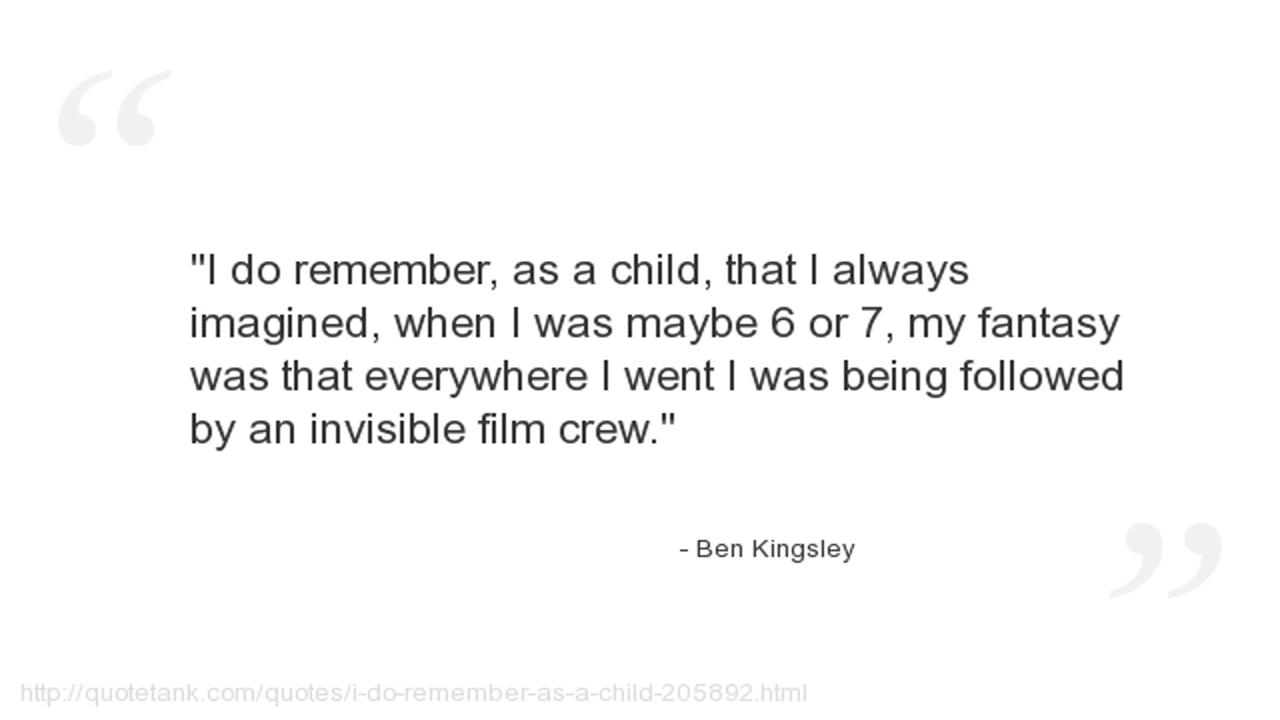 "I do remember, as a child, that I always
imagined, when I was maybe 6 or 7, my fantasy
was that everywhere I went I was being followed
by an invisible film crew."
- Ben Kingsley
http://quotetank.com/quotes/i-do-remember-as-a-child-205892.html